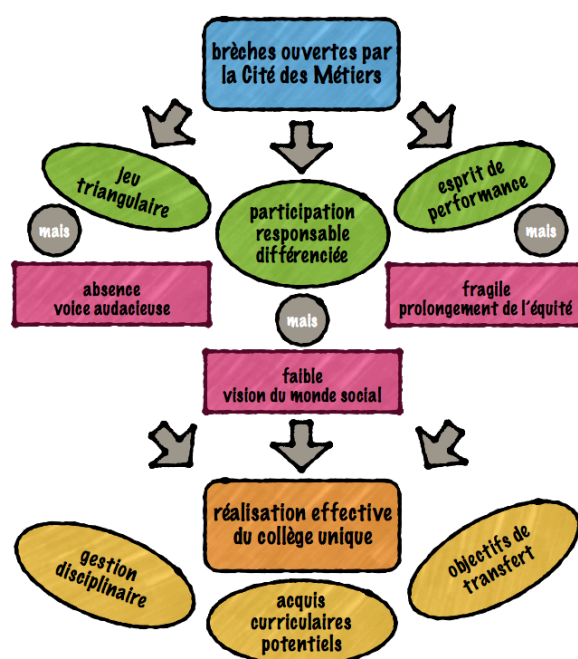 brèches ouvertes par
la Cité des Métiers
jeu
triangulaire
participation
responsable
différenciée
esprit de
performance
mais
mais
absence
voice audacieuse
fragile
prolongement de l'équité
mais
faible
vision du monde social
réalisation effective
du collège unique
gestion
disciplinaire
acquis
curriculaires
potentiels
objectifs de
transfert